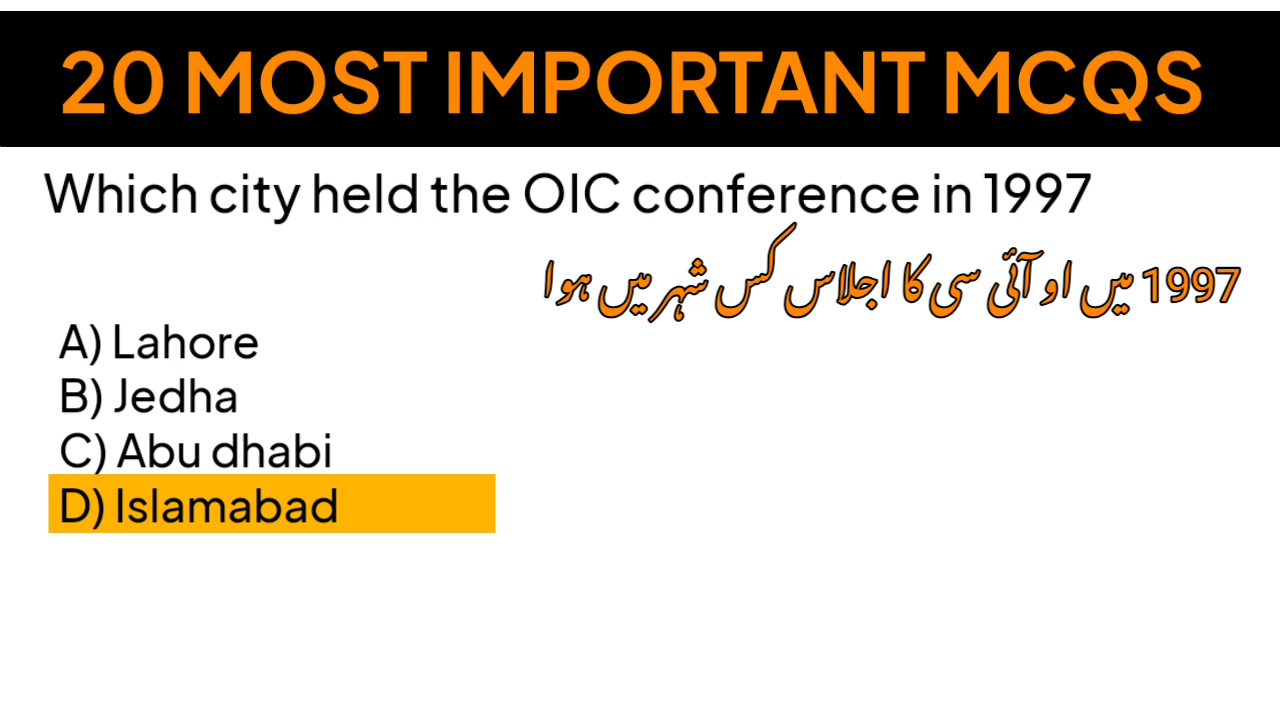 20 MOST IMPORTANT MCQS
Which city held the OIC conference in 1997
1997 میں او آئی سی کا اجلاس کس شہر میں ہوا
A) Lahore
B) Jedha
C) Abu dhabi
D) Islamabad